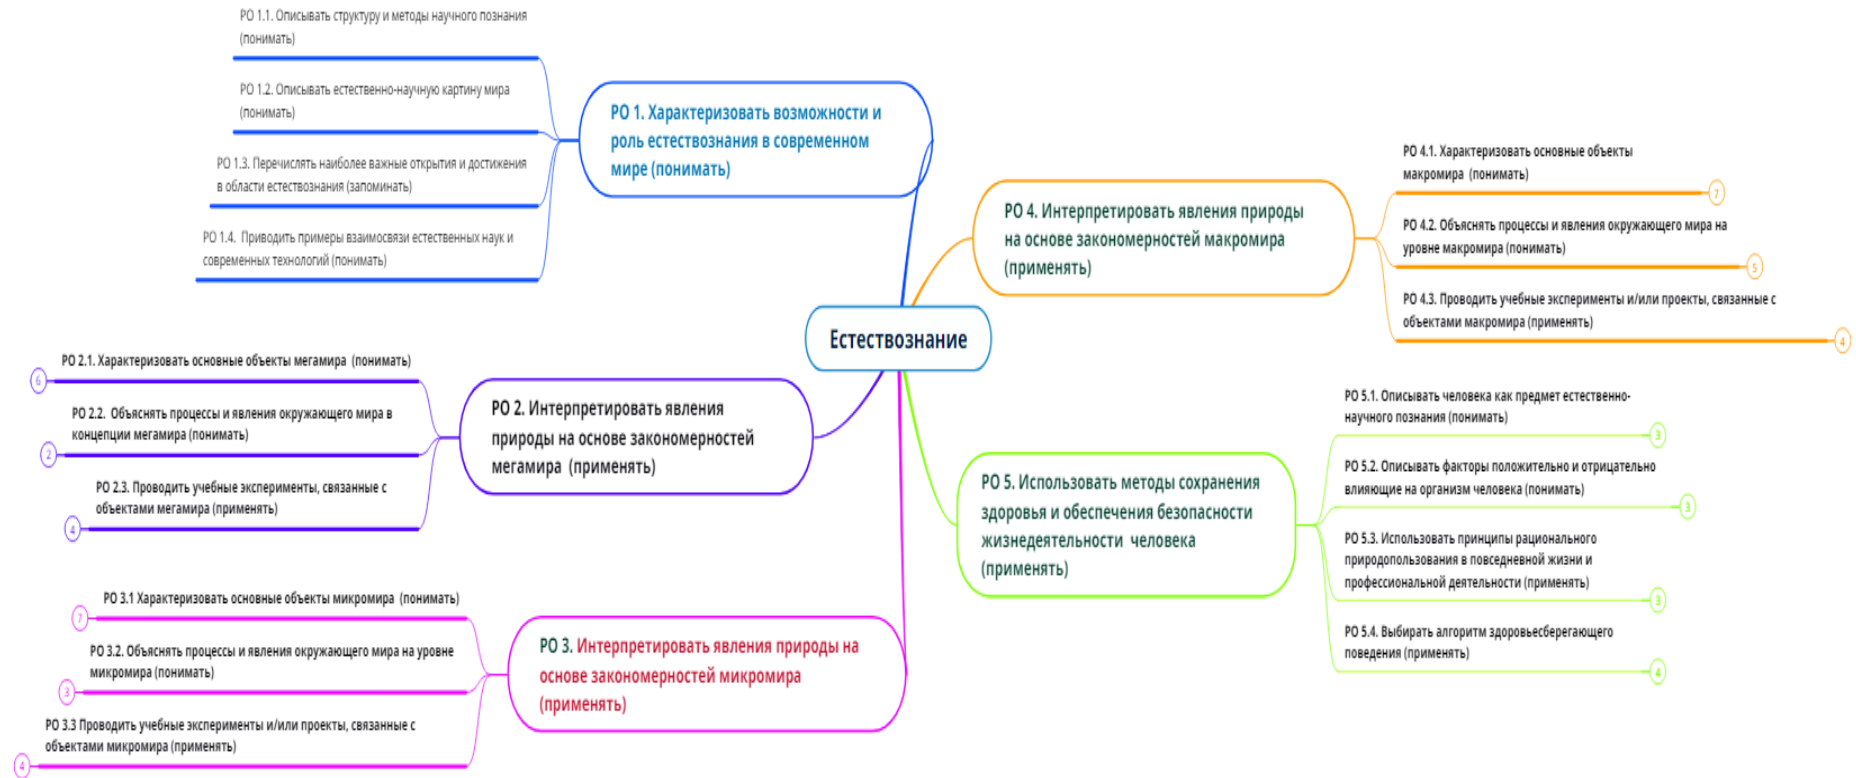 РО 1.1. Описывать структуру и методы научного познания
(понимать)
РО 1.2. Описывать естественно-научную картину мира
(понимать)
РО 1.3. Перечислять наиболее важные открытия и достижения
в области естествознания (запоминать)
РО 1.4. Приводить примеры взаимосвязи естественных наук и
современных технологий (понимать)
РО 1. Характеризовать возможности и
роль естествознания в современном
мире (понимать)
РО 4. Интерпретировать явления природы
на основе закономерностей макромира
(применять)
РО 4.1. Характеризовать основные объекты
макромира (понимать)
7
РО 4.2. Объяснять процессы и явления окружающего мира на
уровне макромира (понимать)
5
РО 4.3. Проводить учебные эксперименты и/или проекты, связанные с
объектами макромира (применять)
4
Естествознание
РО 2.1. Характеризовать основные объекты мегамира (понимать)
6
РО 2.2. Объяснять процессы и явления окружающего мира в
концепции мегамира (понимать)
2
РО 2.3. Проводить учебные эксперименты, связанные с
объектами мегамира (применять)
4
РО 2. Интерпретировать явления
природы на основе закономерностей
мегамира (применять)
РО 5. Использовать методы сохранения
здоровья и обеспечения безопасности
жизнедеятельности человека
(применять)
РО 5.1. Описывать человека как предмет естественно-
научного познания (понимать)
3
РО 5.2. Описывать факторы положительно и отрицательно
влияющие на организм человека (понимать)
3
РО 5.3. Использовать принципы рационального
природопользования в повседневной жизни и
профессиональной деятельности (применять)
3
РО 5.4. Выбирать алгоритм здоровьесберегающего
поведения (применять)
4
РО 3.1 Характеризовать основные объекты микромира (понимать)
7
РО 3.2. Объяснять процессы и явления окружающего мира на уровне
микромира (понимать)
3
РО 3.3 Проводить учебные эксперименты и/или проекты, связанные с
объектами микромира (применять)
4
РО 3. Интерпретировать явления природы на
основе закономерностей микромира
(применять)